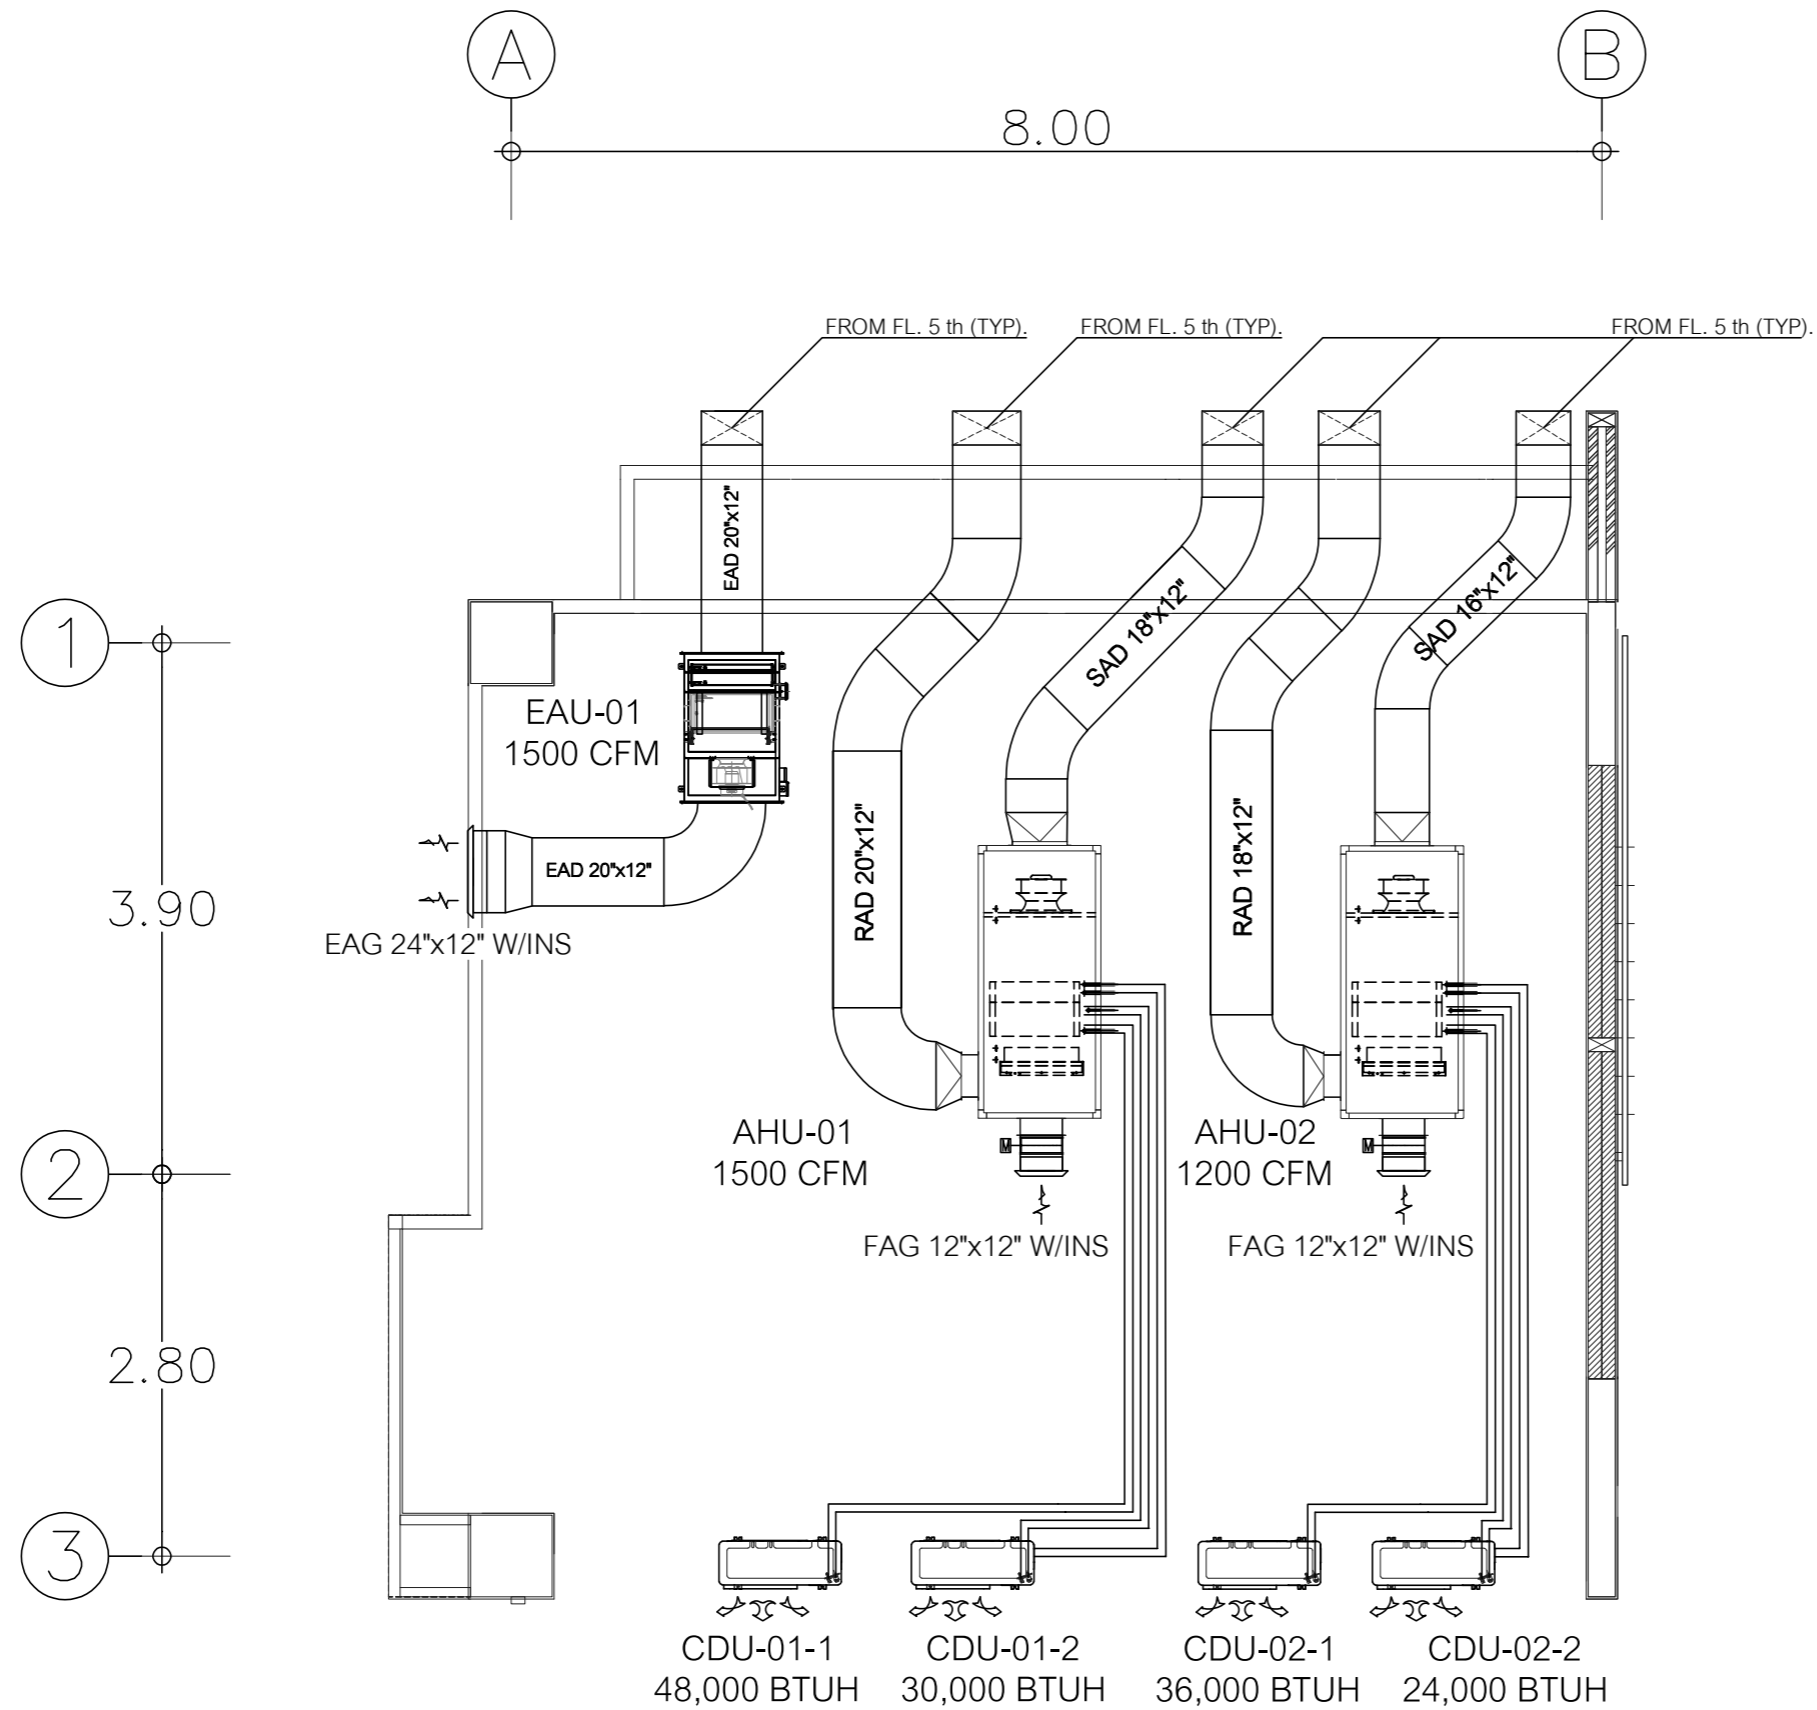 A
B
8.00
FROM FL. 5 th (TYP).
FROM FL. 5 th (TYP).
FROM FL. 5 th (TYP).
EAD 20"x12"
SAD 18"x12"
SAD 16"x12"
1
EAU-01
1500 CFM
EAD 20"x12"
RAD 20"x12"
RAD 18"x12"
3.90
EAG 24"x12" W/INS
AHU-01
1500 CFM
M
AHU-02
1200 CFM
M
2
FAG 12"x12" W/INS
FAG 12"x12" W/INS
2.80
3
CDU-01-1
48,000 BTUH
CDU-01-2
30,000 BTUH
CDU-02-1
36,000 BTUH
CDU-02-2
24,000 BTUH